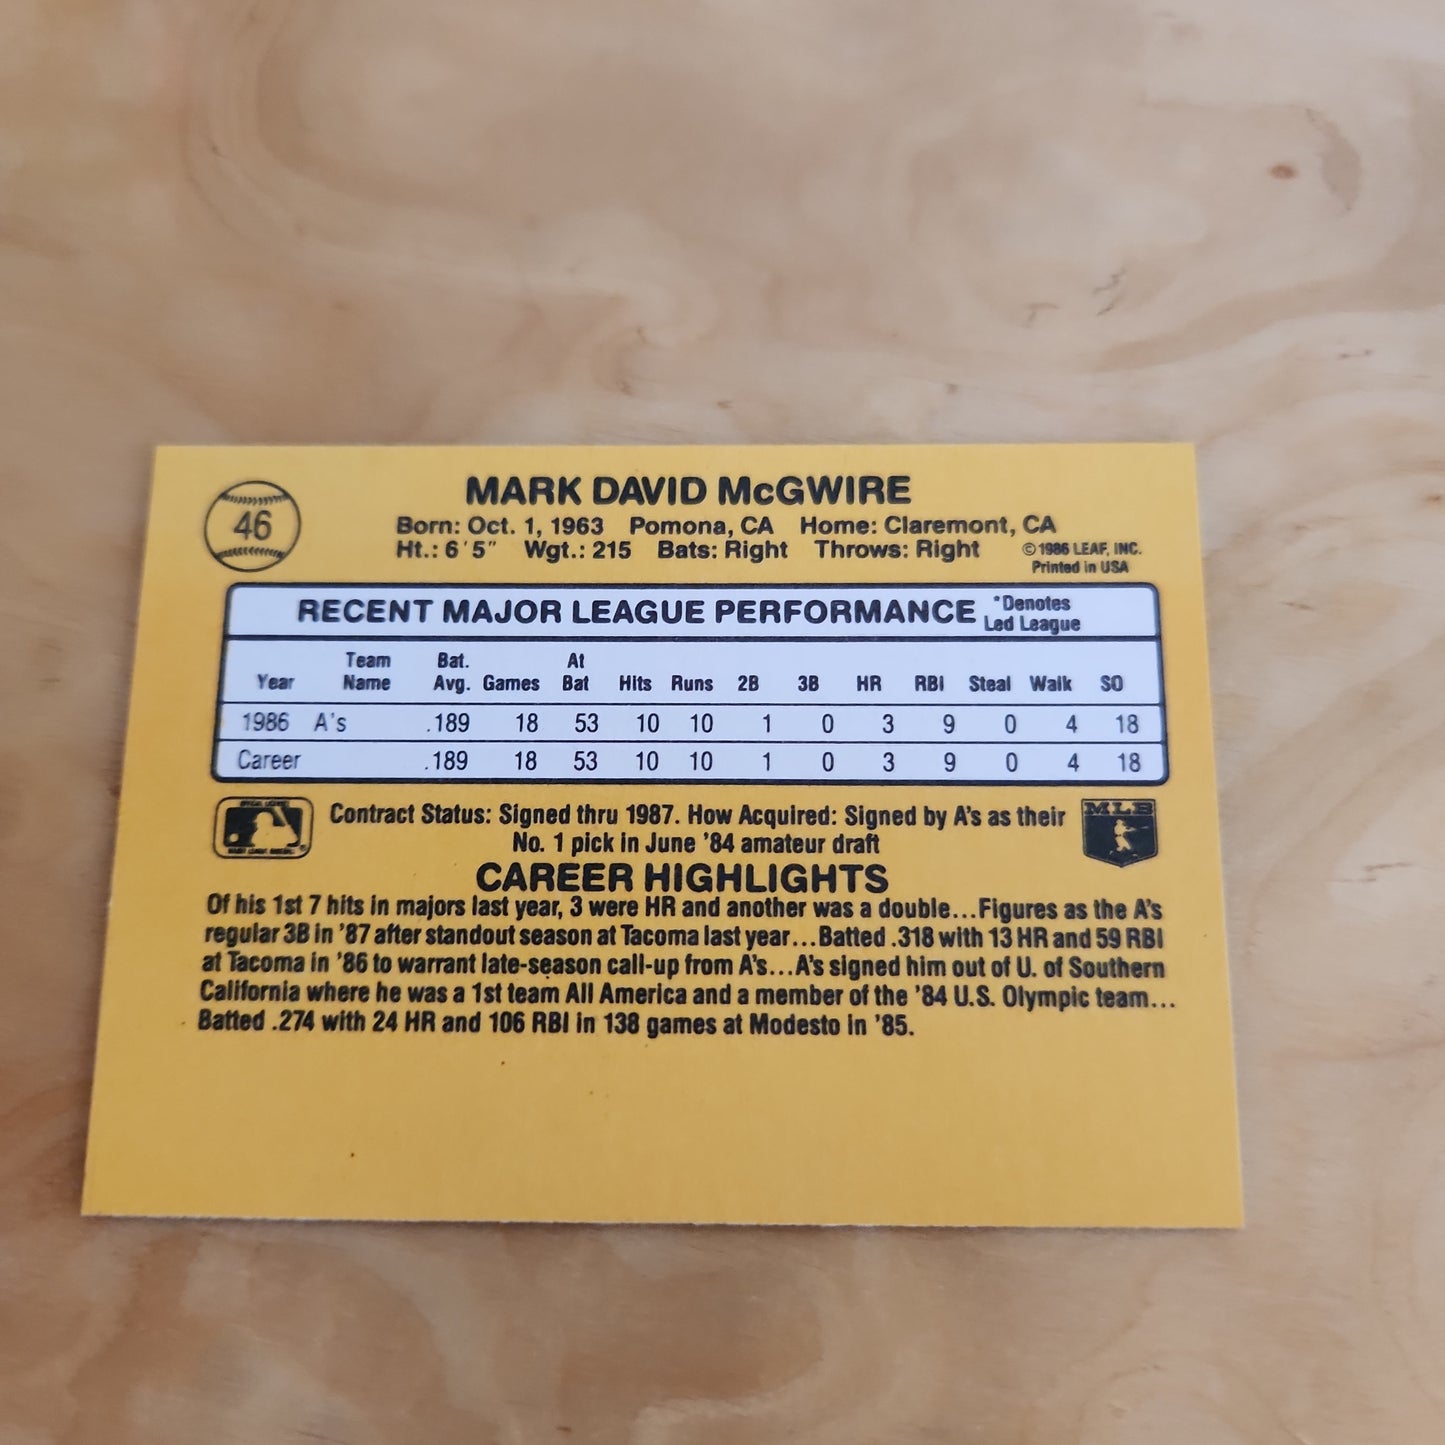 46
MARK DAVID McGWIRE
Born: Oct. 1, 1963 Pomona, CA Home: Claremont, CA
Ht.: 6'5" Wgt.: 215 Bats: Right Throws: Right
©1986 LEAF, INC.
Printed in USA
RECENT MAJOR LEAGUE PERFORMANCE *Denotes Led League
Year Team Name Bat. Avg. Games At Bat Hits Runs 2B 3B HR RBI Steal Walk SO
1986 A's .189 18 53 10 10 1 0 3 9 0 4 18
Career .189 18 53 10 10 1 0 3 9 0 4 18
Contract Status: Signed thru 1987. How Acquired: Signed by A's as their
No. 1 pick in June '84 amateur draft
MLB
CAREER HIGHLIGHTS
Of his 1st 7 hits in majors last year, 3 were HR and another was a double...Figures as the A's
regular 3B in '87 after standout season at Tacoma last year...Batted .318 with 13 HR and 59 RBI
at Tacoma in '86 to warrant late-season call-up from A's...A's signed him out of U. of Southern
California where he was a 1st team All America and a member of the '84 U.S. Olympic team...
Batted .274 with 24 HR and 106 RBI in 138 games at Modesto in '85.